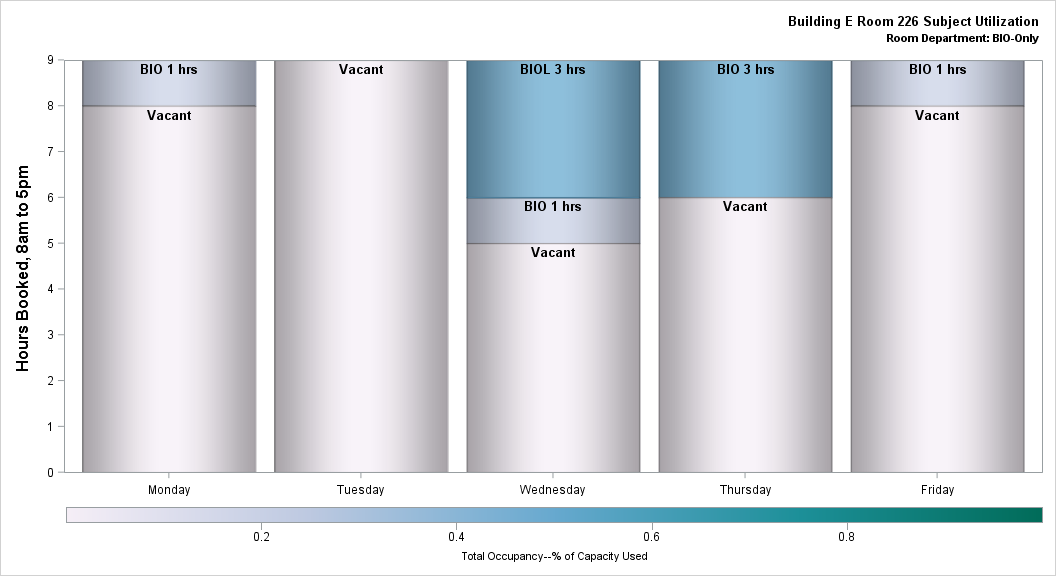 Building E Room 226 Subject Utilization
Room Department: BIO-Only
Hours Booked, 8am to 5pm
9
8
7
6
5
4
3
2
1
0
BIO 1 hrs
Vacant
Vacant
BIOL 3 hrs
BIO 1 hrs
Vacant
BIO 3 hrs
Vacant
BIO 1 hrs
Vacant
Monday
Tuesday
Wednesday
Thursday
Friday
0.2
0.4
0.6
0.8
Total Occupancy--% of Capacity Used